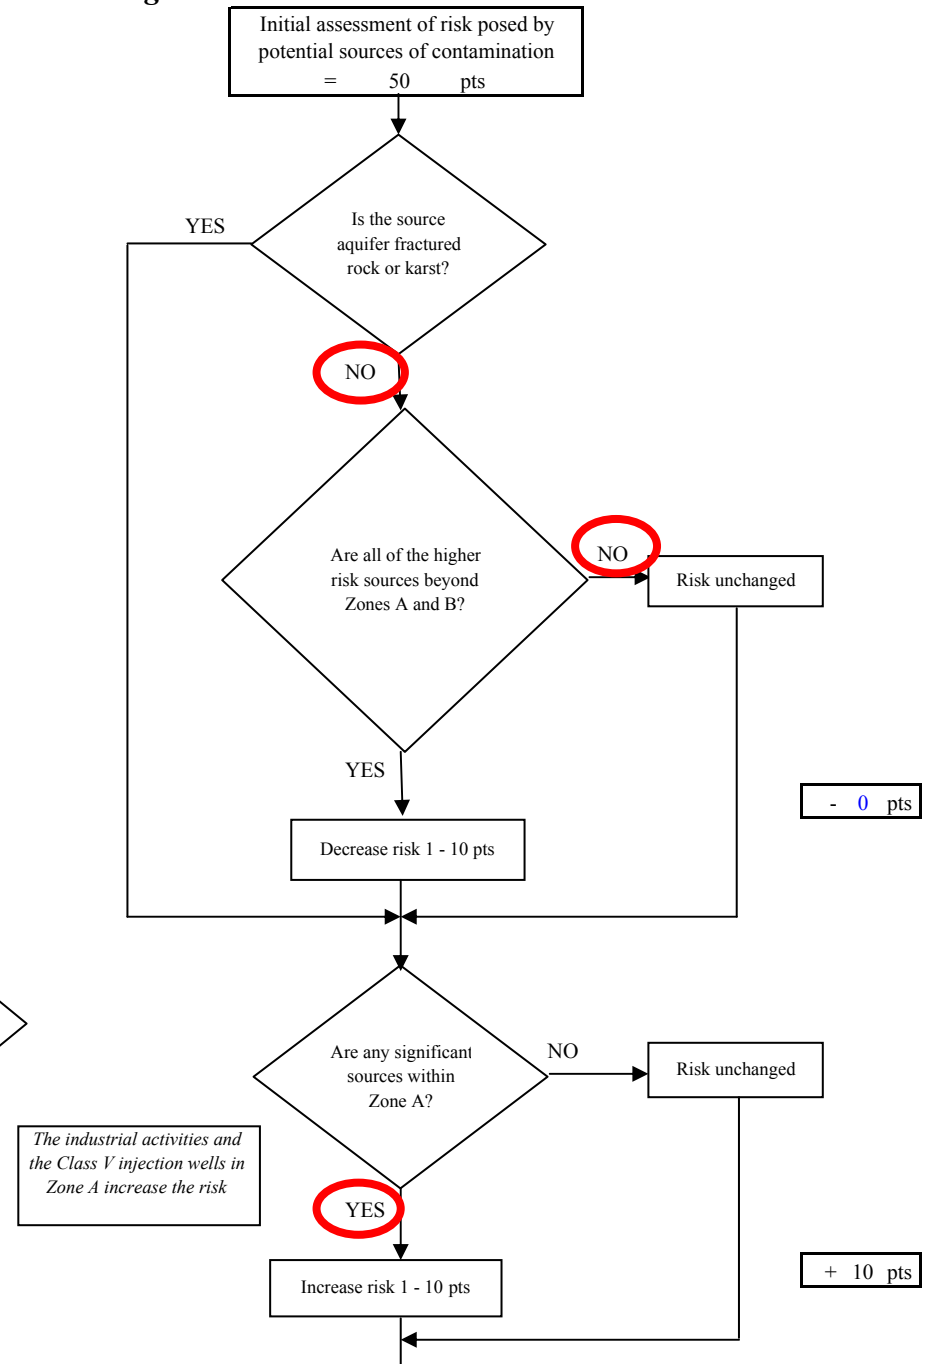 Initial assessment of risk posed by
potential sources of contamination
= 50 pts
Is the source
aquifer fractured
rock or karst?
YES
NO
Are all of the higher
risk sources beyond
Zones A and B?
NO
Risk unchanged
YES
- 0 pts
Decrease risk 1 - 10 pts
Are any significant
sources within
Zone A?
NO
Risk unchanged
The industrial activities and
the Class V injection wells in
Zone A increase the risk
YES
+ 10 pts
Increase risk 1 - 10 pts